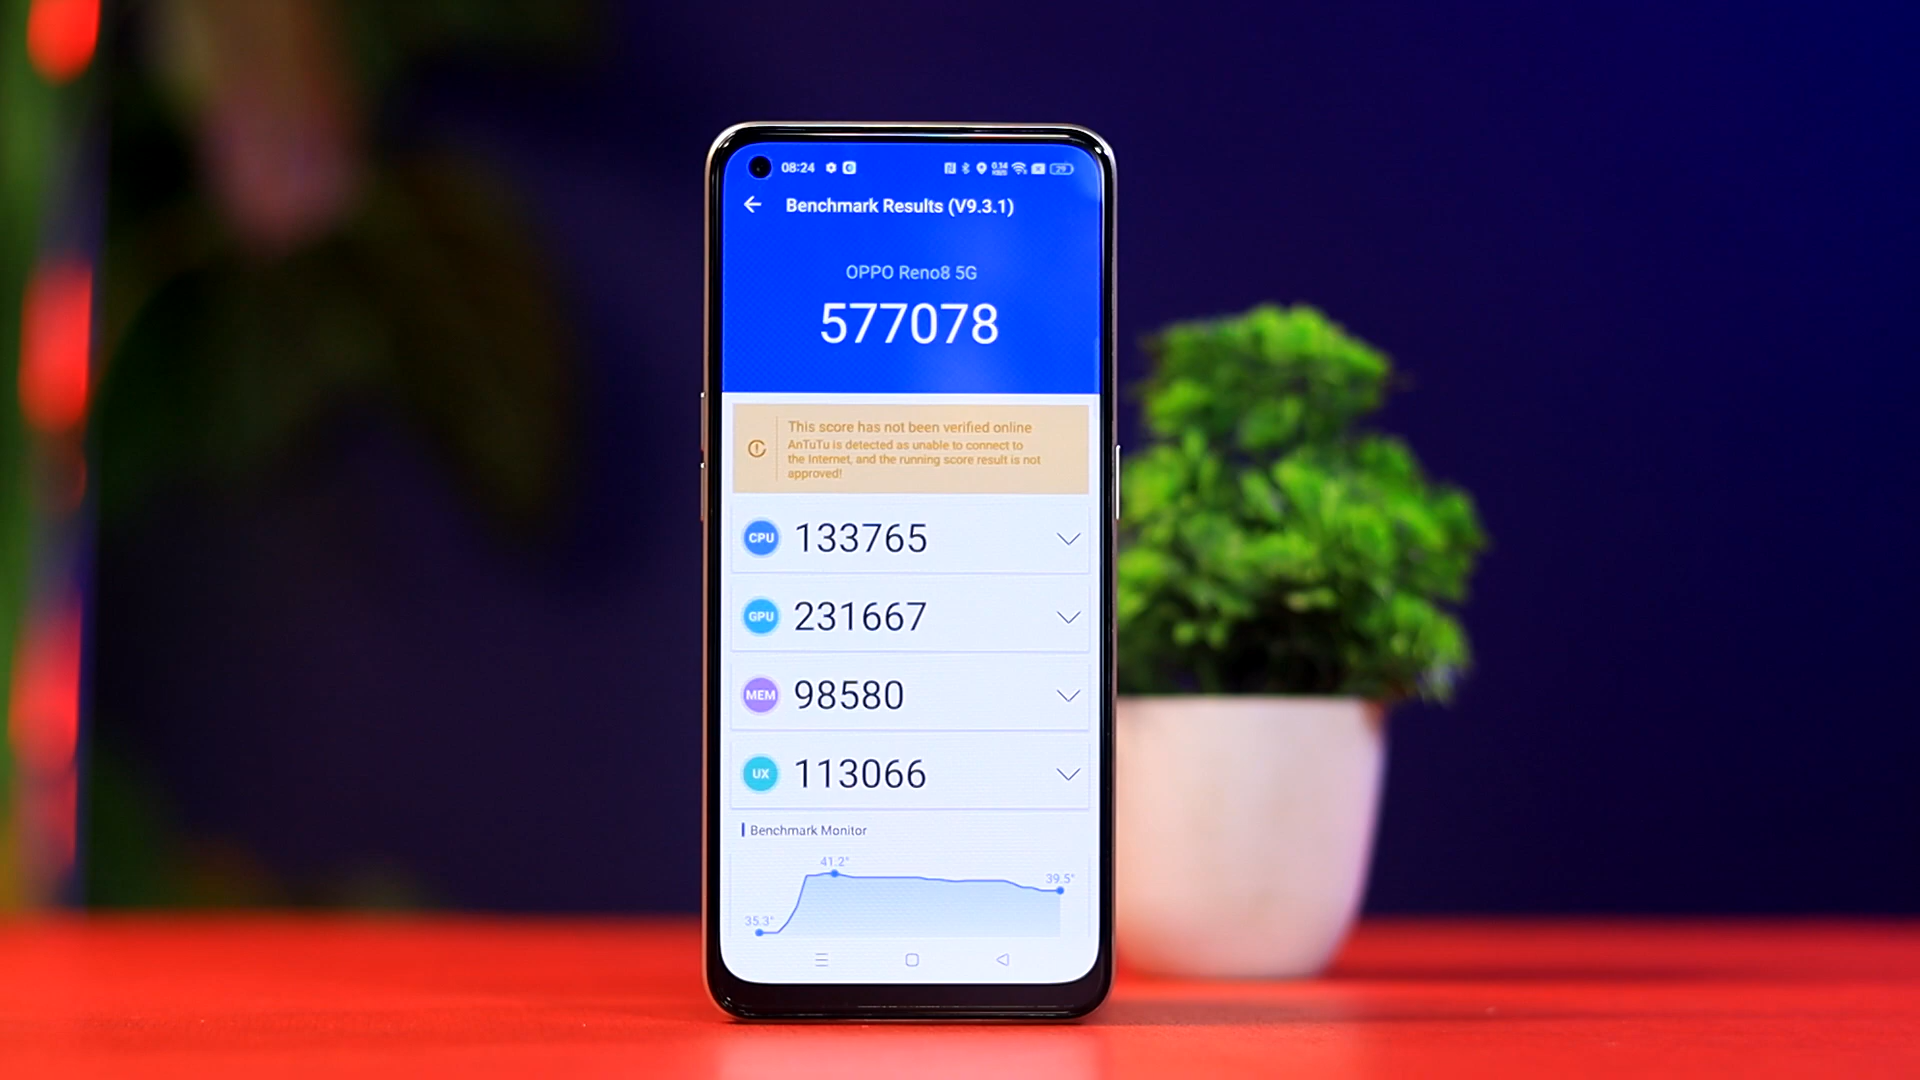 08:24
29
Benchmark Results (V9.3.1)
OPPO Reno8 5G
577078
This score has not been verified online
AnTuTu is detected as unable to connect to
the Internet, and the running score result is not
approved!
CPU 133765
GPU 231667
MEM 98580
UX 113066
Benchmark Monitor
41.2°
39.5°
35.3°